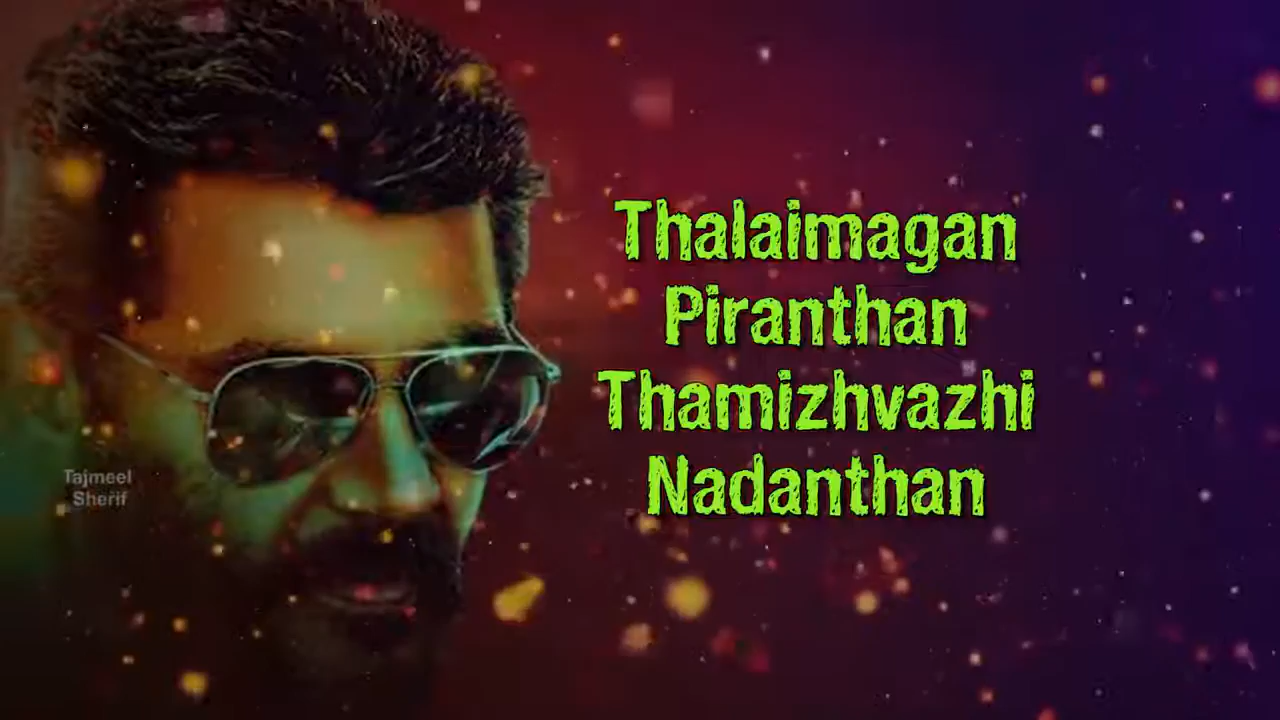 Thalaimagan
Piranthan
Thamizhvazhi
Nadanthan
Tajmeel
Sherif